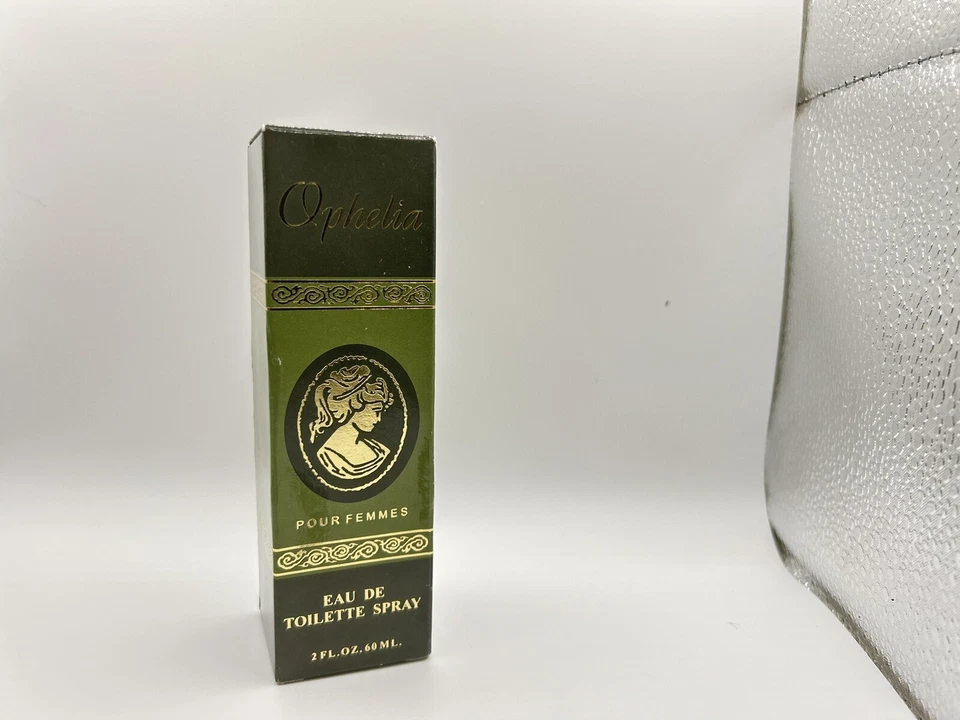 Ophelia
POUR FEMMES
EAU DE
TOILETTE SPRAY
2 FL.OZ. 60 ML.